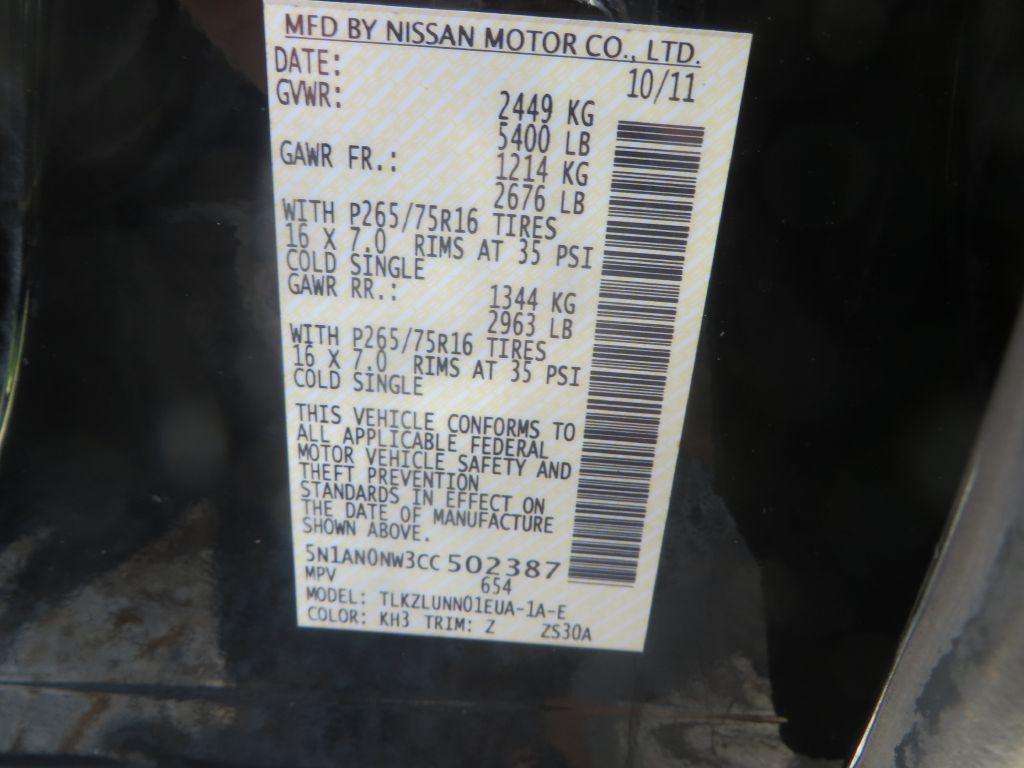 MFD BY NISSAN MOTOR CO., LTD.
DATE: 10/11
GVWR: 2449 KG
5400 LB
GAWR FR.: 1214 KG
2676 LB
WITH P265/75R16 TIRES
16 X 7.0 RIMS AT 35 PSI
COLD SINGLE
GAWR RR.: 1344 KG
2963 LB
WITH P265/75R16 TIRES
16 X 7.0 RIMS AT 35 PSI
COLD SINGLE
THIS VEHICLE CONFORMS TO
ALL APPLICABLE FEDERAL
MOTOR VEHICLE SAFETY AND
THEFT PREVENTION
STANDARDS IN EFFECT ON
THE DATE OF MANUFACTURE
SHOWN ABOVE.
5N1AN0NW3CC 502387
MPV 654
MODEL: TLKZLUNN01EUA-1A-E
COLOR: KH3 TRIM: Z ZS30A